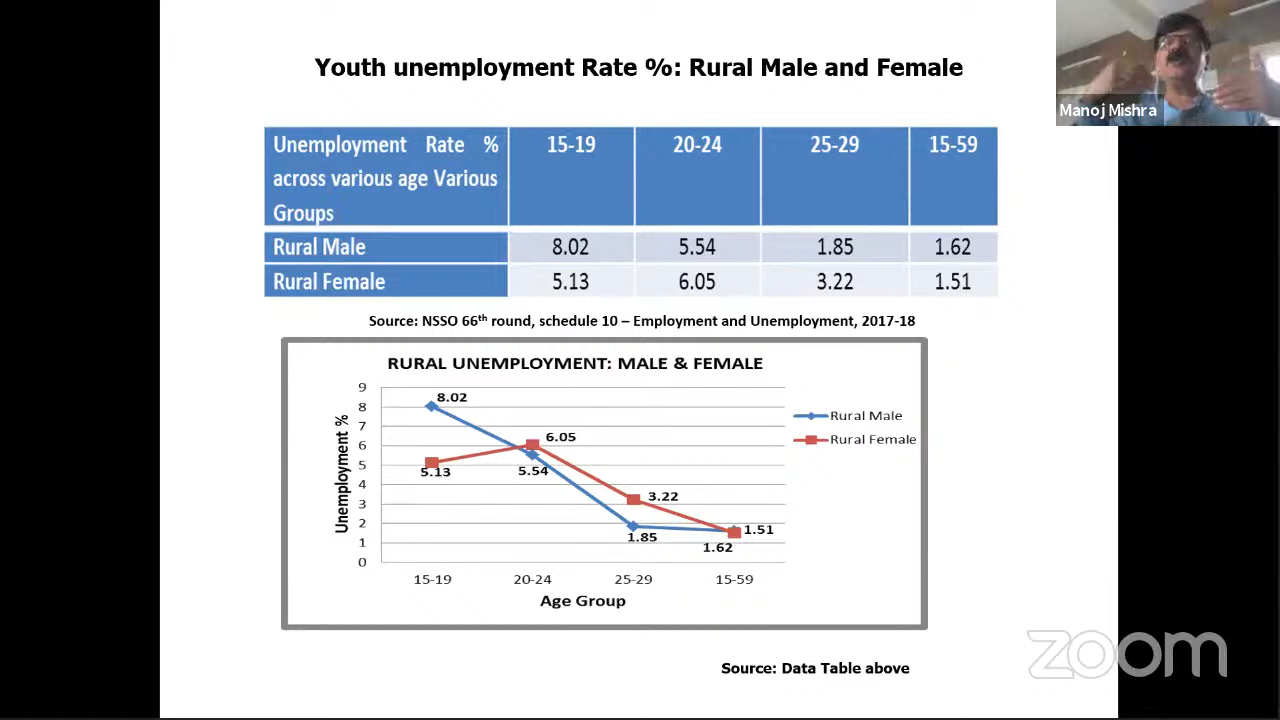 Youth unemployment Rate %: Rural Male and Female
Manoj Mishra
Unemployment Rate % 15-19 20-24 25-29 15-59
across various age Various
Groups
Rural Male 8.02 5.54 1.85 1.62
Rural Female 5.13 6.05 3.22 1.51
Source: NSSO 66th round, schedule 10 – Employment and Unemployment, 2017-18
RURAL UNEMPLOYMENT: MALE & FEMALE
Unemployment %
9
8
7
6
5
4
3
2
1
0
8.02
5.13
6.05
5.54
3.22
1.85
1.51
1.62
Rural Male
Rural Female
15-19 20-24 25-29 15-59
Age Group
zoom
Source: Data Table above